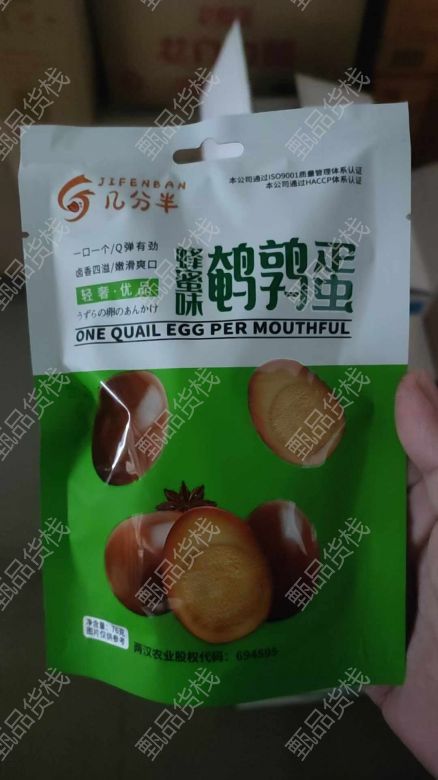 JIFENBAN
几分半
本公司通过ISO9001质量管理体系认证
本公司通过HACCP体系认证
一口一个/Q弹有劲
卤香四溢/嫩滑爽口
轻奢·优品
うずらの卵のあんかけ
蜂蜜味
鹌鹑蛋
ONE QUAIL EGG PER MOUTHFUL
净含量:76克
图片仅供参考
两汉农业股权代码:694595
甄品货栈